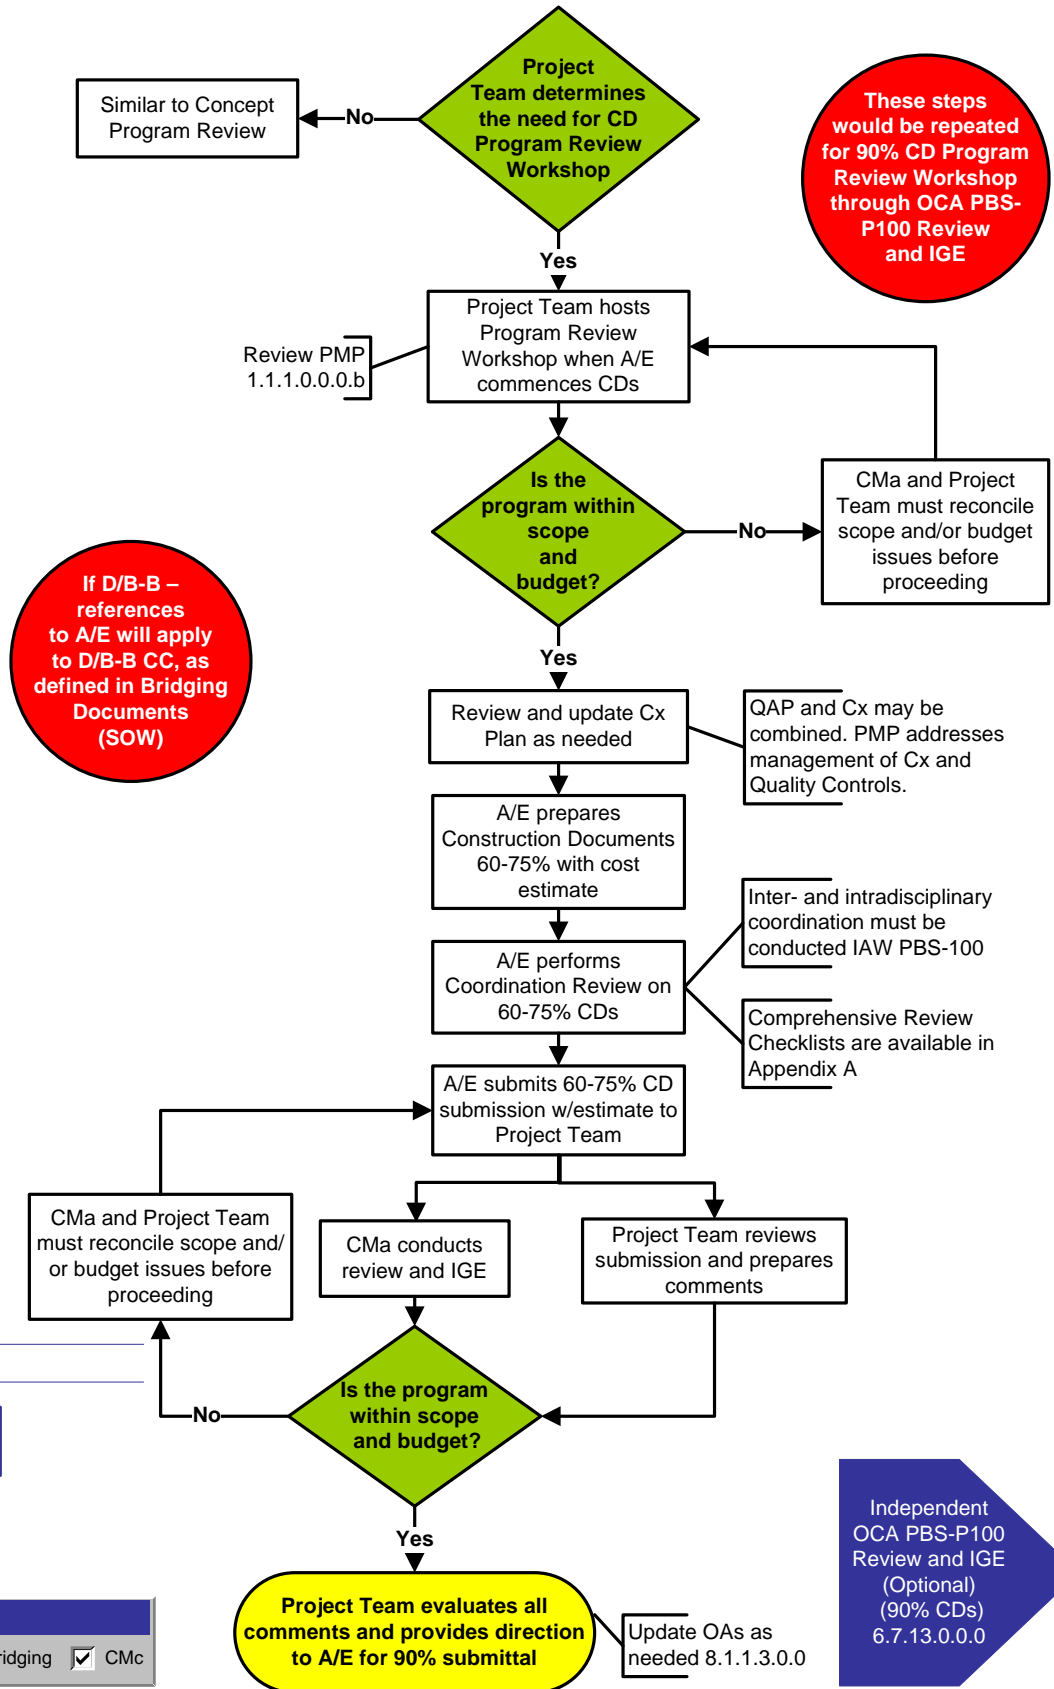 Project
Team determines
the need for CD
Program Review
Workshop
Similar to Concept
Program Review
No
These steps
would be repeated
for 90% CD Program
Review Workshop
through OCA PBS-
P100 Review
and IGE
Yes
Project Team hosts
Program Review
Workshop when A/E
commences CDs
Review PMP
1.1.1.0.0.0.b
Is the
program within
scope
and
budget?
No
CMa and Project
Team must reconcile
scope and/or budget
issues before
proceeding
If D/B-B –
references
to A/E will apply
to D/B-B CC, as
defined in Bridging
Documents
(SOW)
Yes
Review and update Cx
Plan as needed
QAP and Cx may be
combined. PMP addresses
management of Cx and
Quality Controls.
A/E prepares
Construction Documents
60-75% with cost
estimate
Inter- and intradisciplinary
coordination must be
conducted IAW PBS-100
A/E performs
Coordination Review on
60-75% CDs
Comprehensive Review
Checklists are available in
Appendix A
A/E submits 60-75% CD
submission w/estimate to
Project Team
CMa and Project Team
must reconcile scope and/
or budget issues before
proceeding
CMa conducts
review and IGE
Project Team reviews
submission and prepares
comments
Is the program
within scope
and budget?
No
Yes
Independent
OCA PBS-P100
Review and IGE
(Optional)
(90% CDs)
6.7.13.0.0.0
Project Team evaluates all
comments and provides direction
to A/E for 90% submittal
Update OAs as
needed 8.1.1.3.0.0
ridging CMc